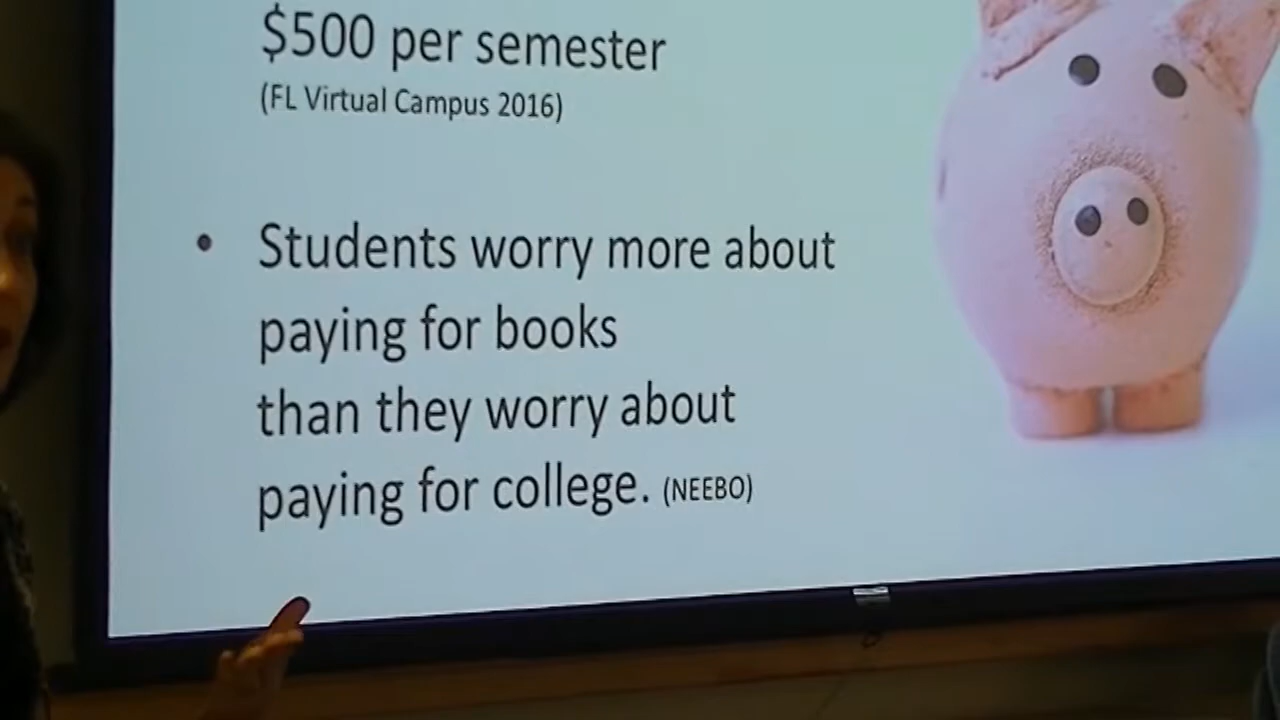 $500 per semester
(FL Virtual Campus 2016)
• Students worry more about
paying for books
than they worry about
paying for college. (NEEBO)